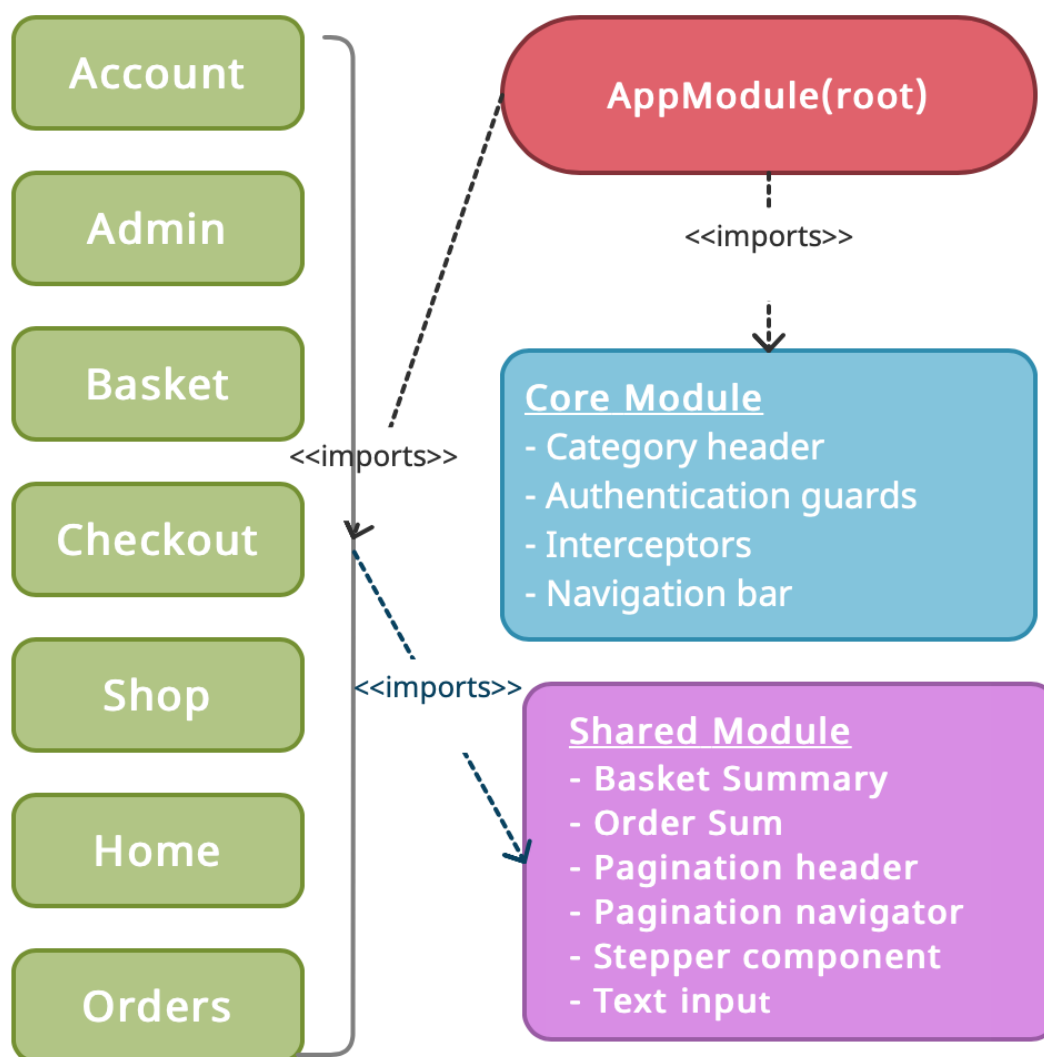 Account
Admin
Basket
Checkout
Shop
Home
Orders
AppModule(root)
<<imports>>
<<imports>>
Core Module
- Category header
- Authentication guards
- Interceptors
- Navigation bar
<<imports>>
Shared Module
- Basket Summary
- Order Sum
- Pagination header
- Pagination navigator
- Stepper component
- Text input